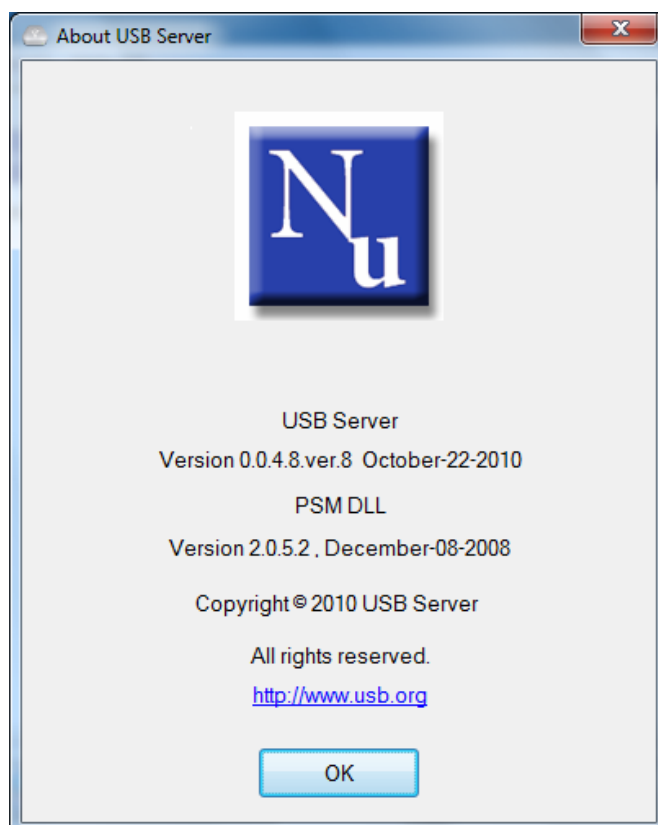 About USB Server
Nu
USB Server
Version 0.0.4.8.ver.8 October-22-2010
PSM DLL
Version 2.0.5.2 , December-08-2008
Copyright © 2010 USB Server
All rights reserved.
http://www.usb.org
OK